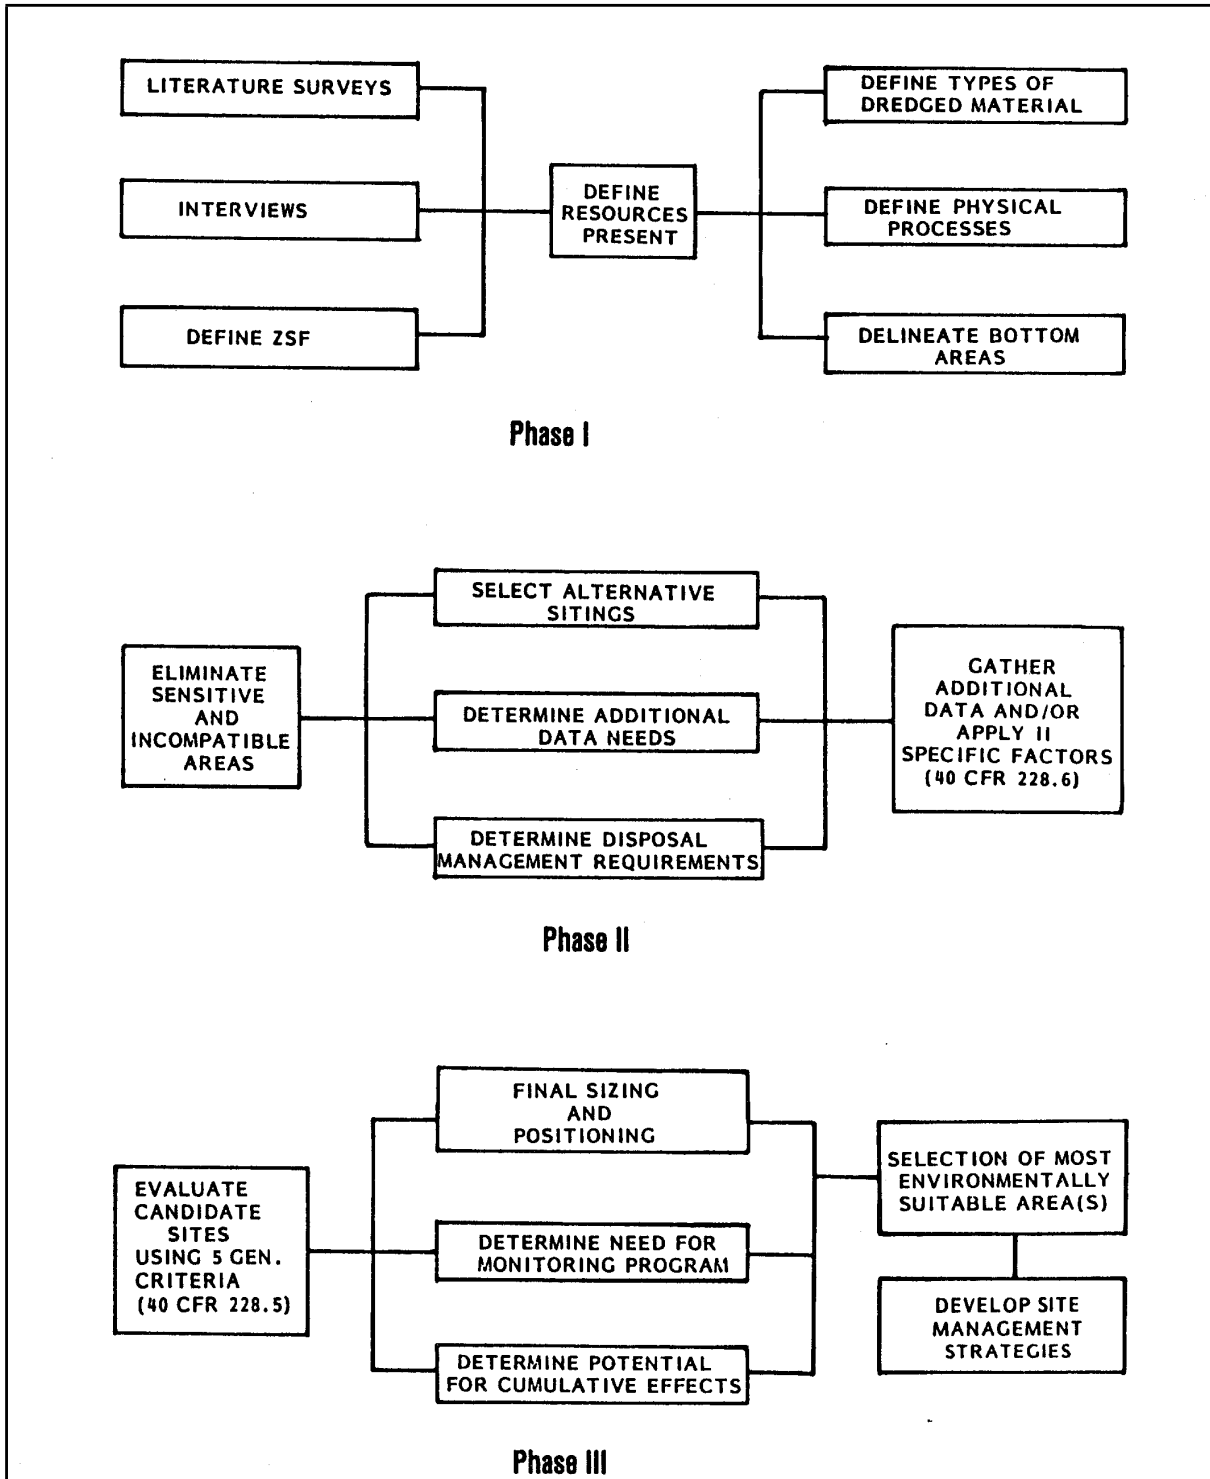 LITERATURE SURVEYS
INTERVIEWS
DEFINE ZSF
DEFINE
RESOURCES
PRESENT
DEFINE TYPES OF
DREDGED MATERIAL
DEFINE PHYSICAL
PROCESSES
DELINEATE BOTTOM
AREAS
Phase I
ELIMINATE
SENSITIVE
AND
INCOMPATIBLE
AREAS
SELECT ALTERNATIVE
SITINGS
DETERMINE ADDITIONAL
DATA NEEDS
DETERMINE DISPOSAL
MANAGEMENT REQUIREMENTS
GATHER
ADDITIONAL
DATA AND/OR
APPLY II
SPECIFIC FACTORS
(40 CFR 228.6)
Phase II
EVALUATE
CANDIDATE
SITES
USING 5 GEN.
CRITERIA
(40 CFR 228.5)
FINAL SIZING
AND
POSITIONING
DETERMINE NEED FOR
MONITORING PROGRAM
DETERMINE POTENTIAL
FOR CUMULATIVE EFFECTS
SELECTION OF MOST
ENVIRONMENTALLY
SUITABLE AREA(S)
DEVELOP SITE
MANAGEMENT
STRATEGIES
Phase III